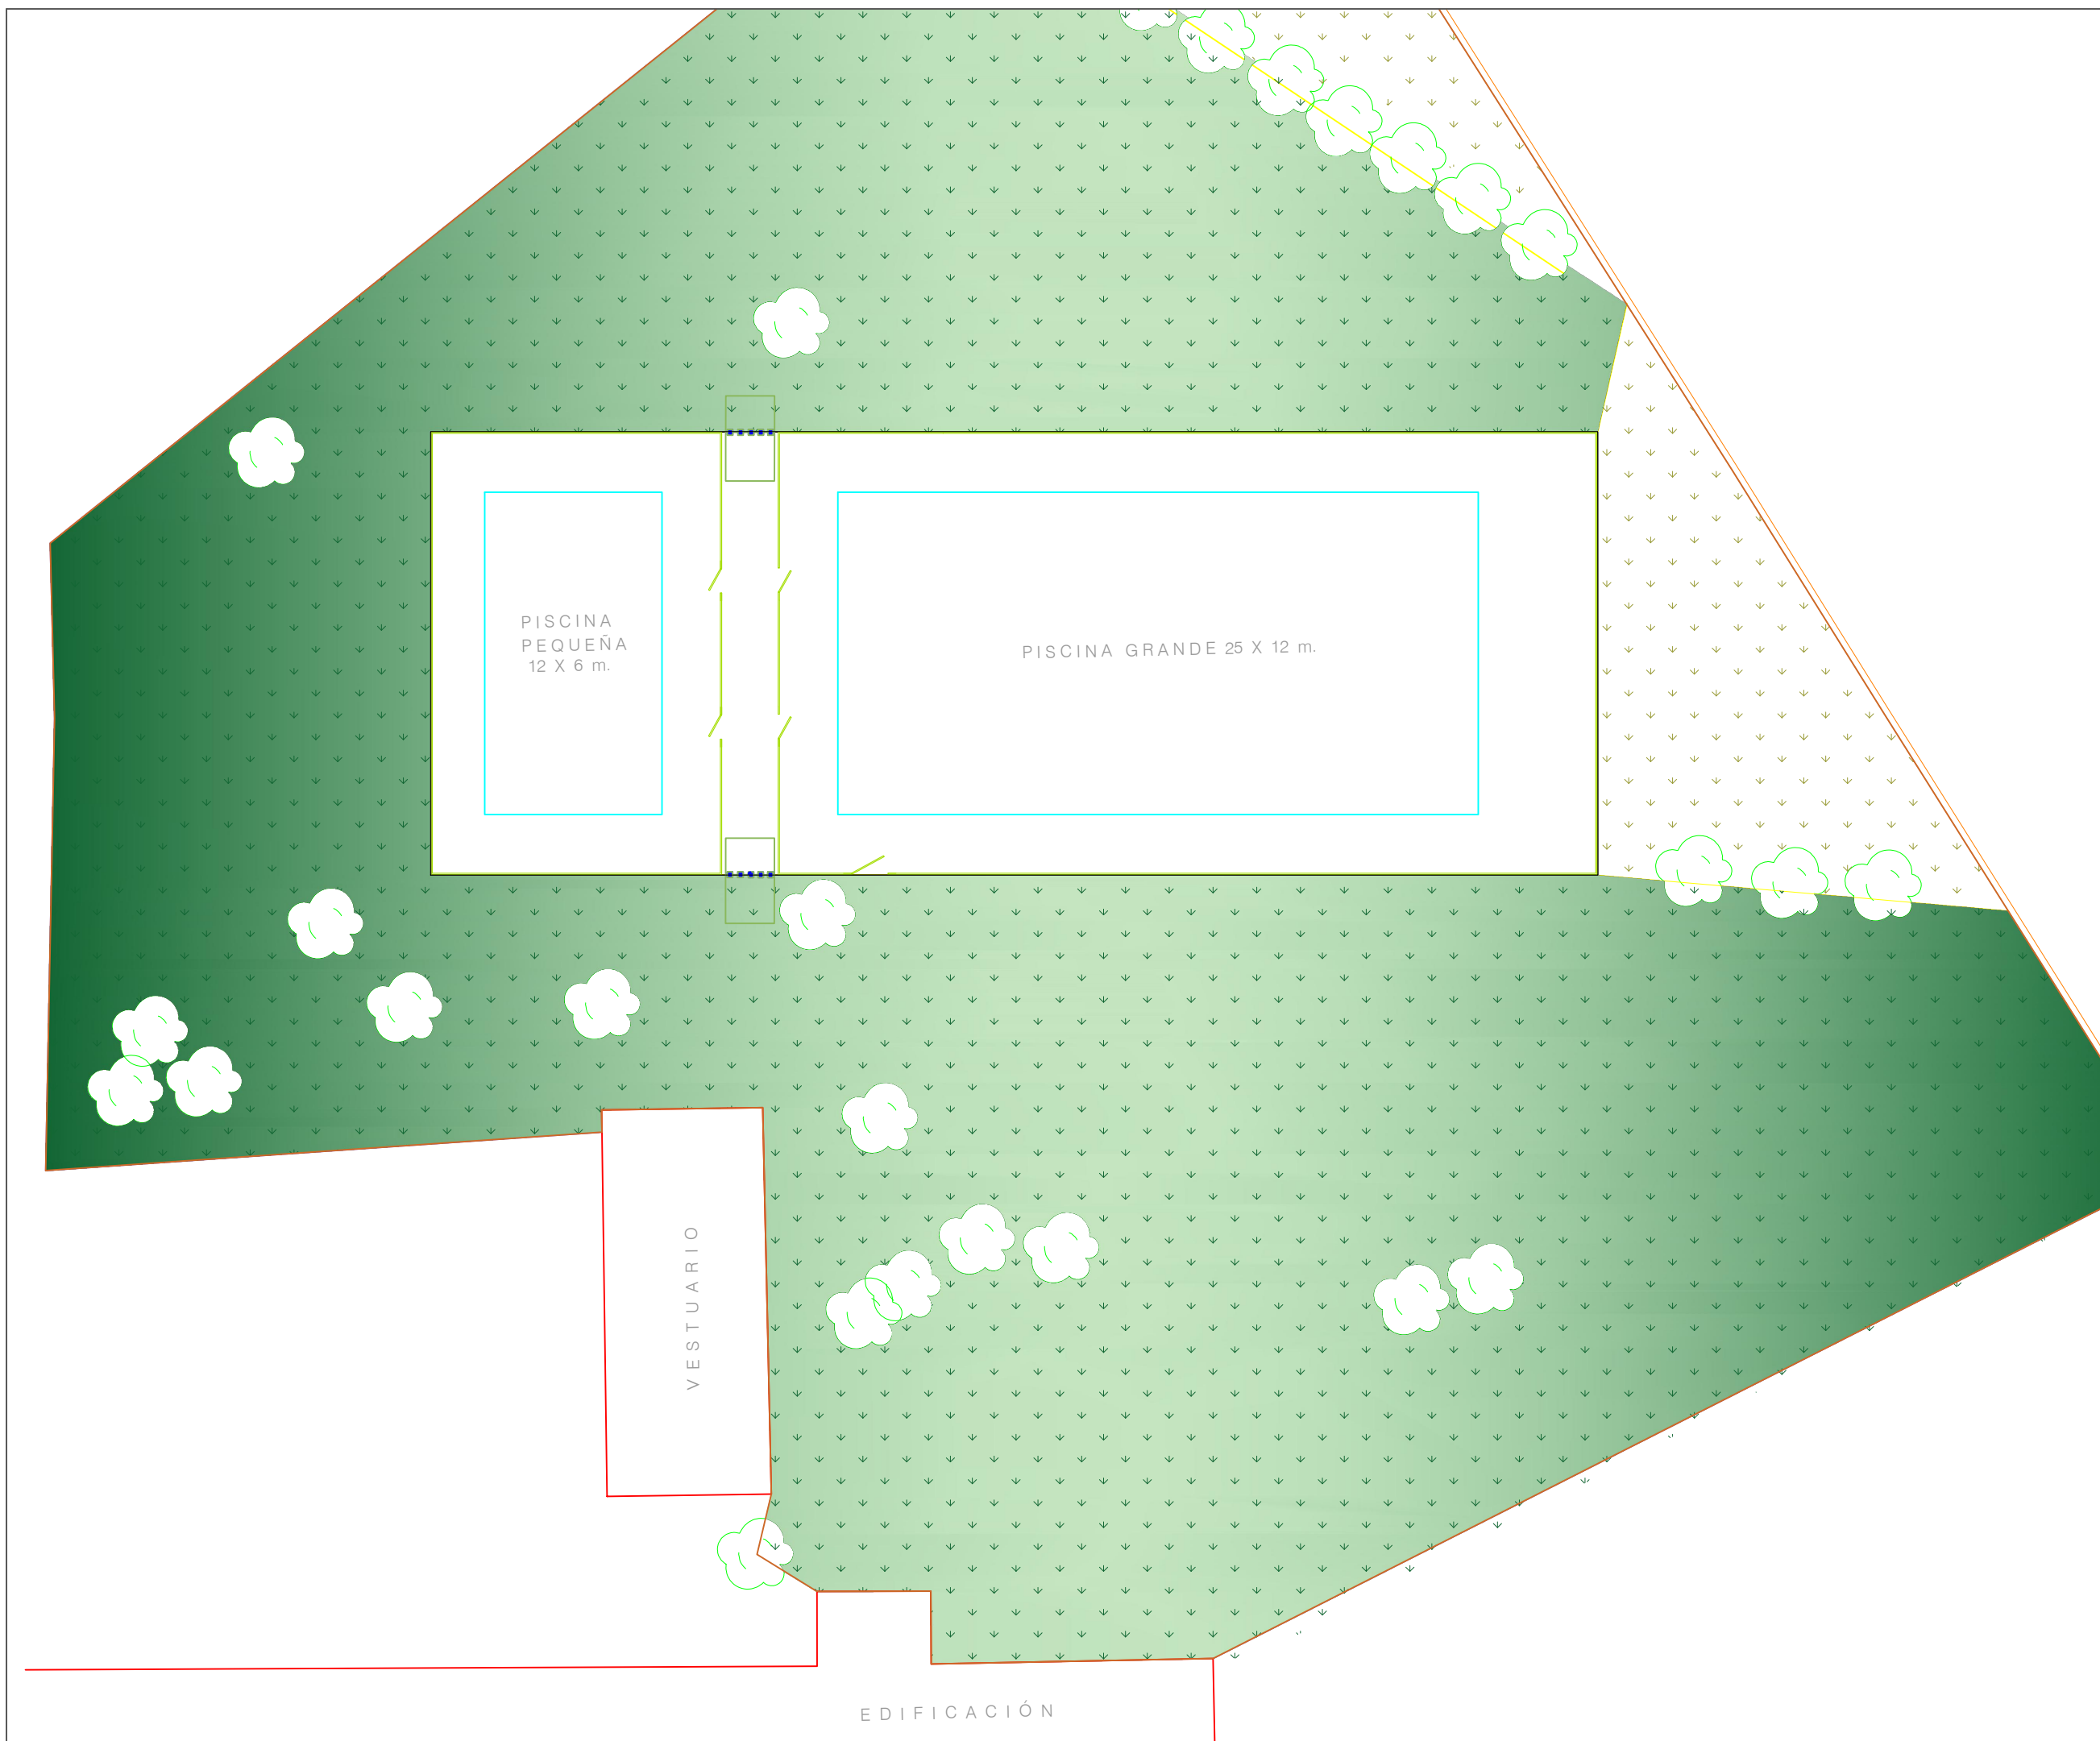 PISCINA
PEQUEÑA
12 X 6 m.
PISCINA GRANDE 25 X 12 m.
VESTUARIO
EDIFICACIÓN